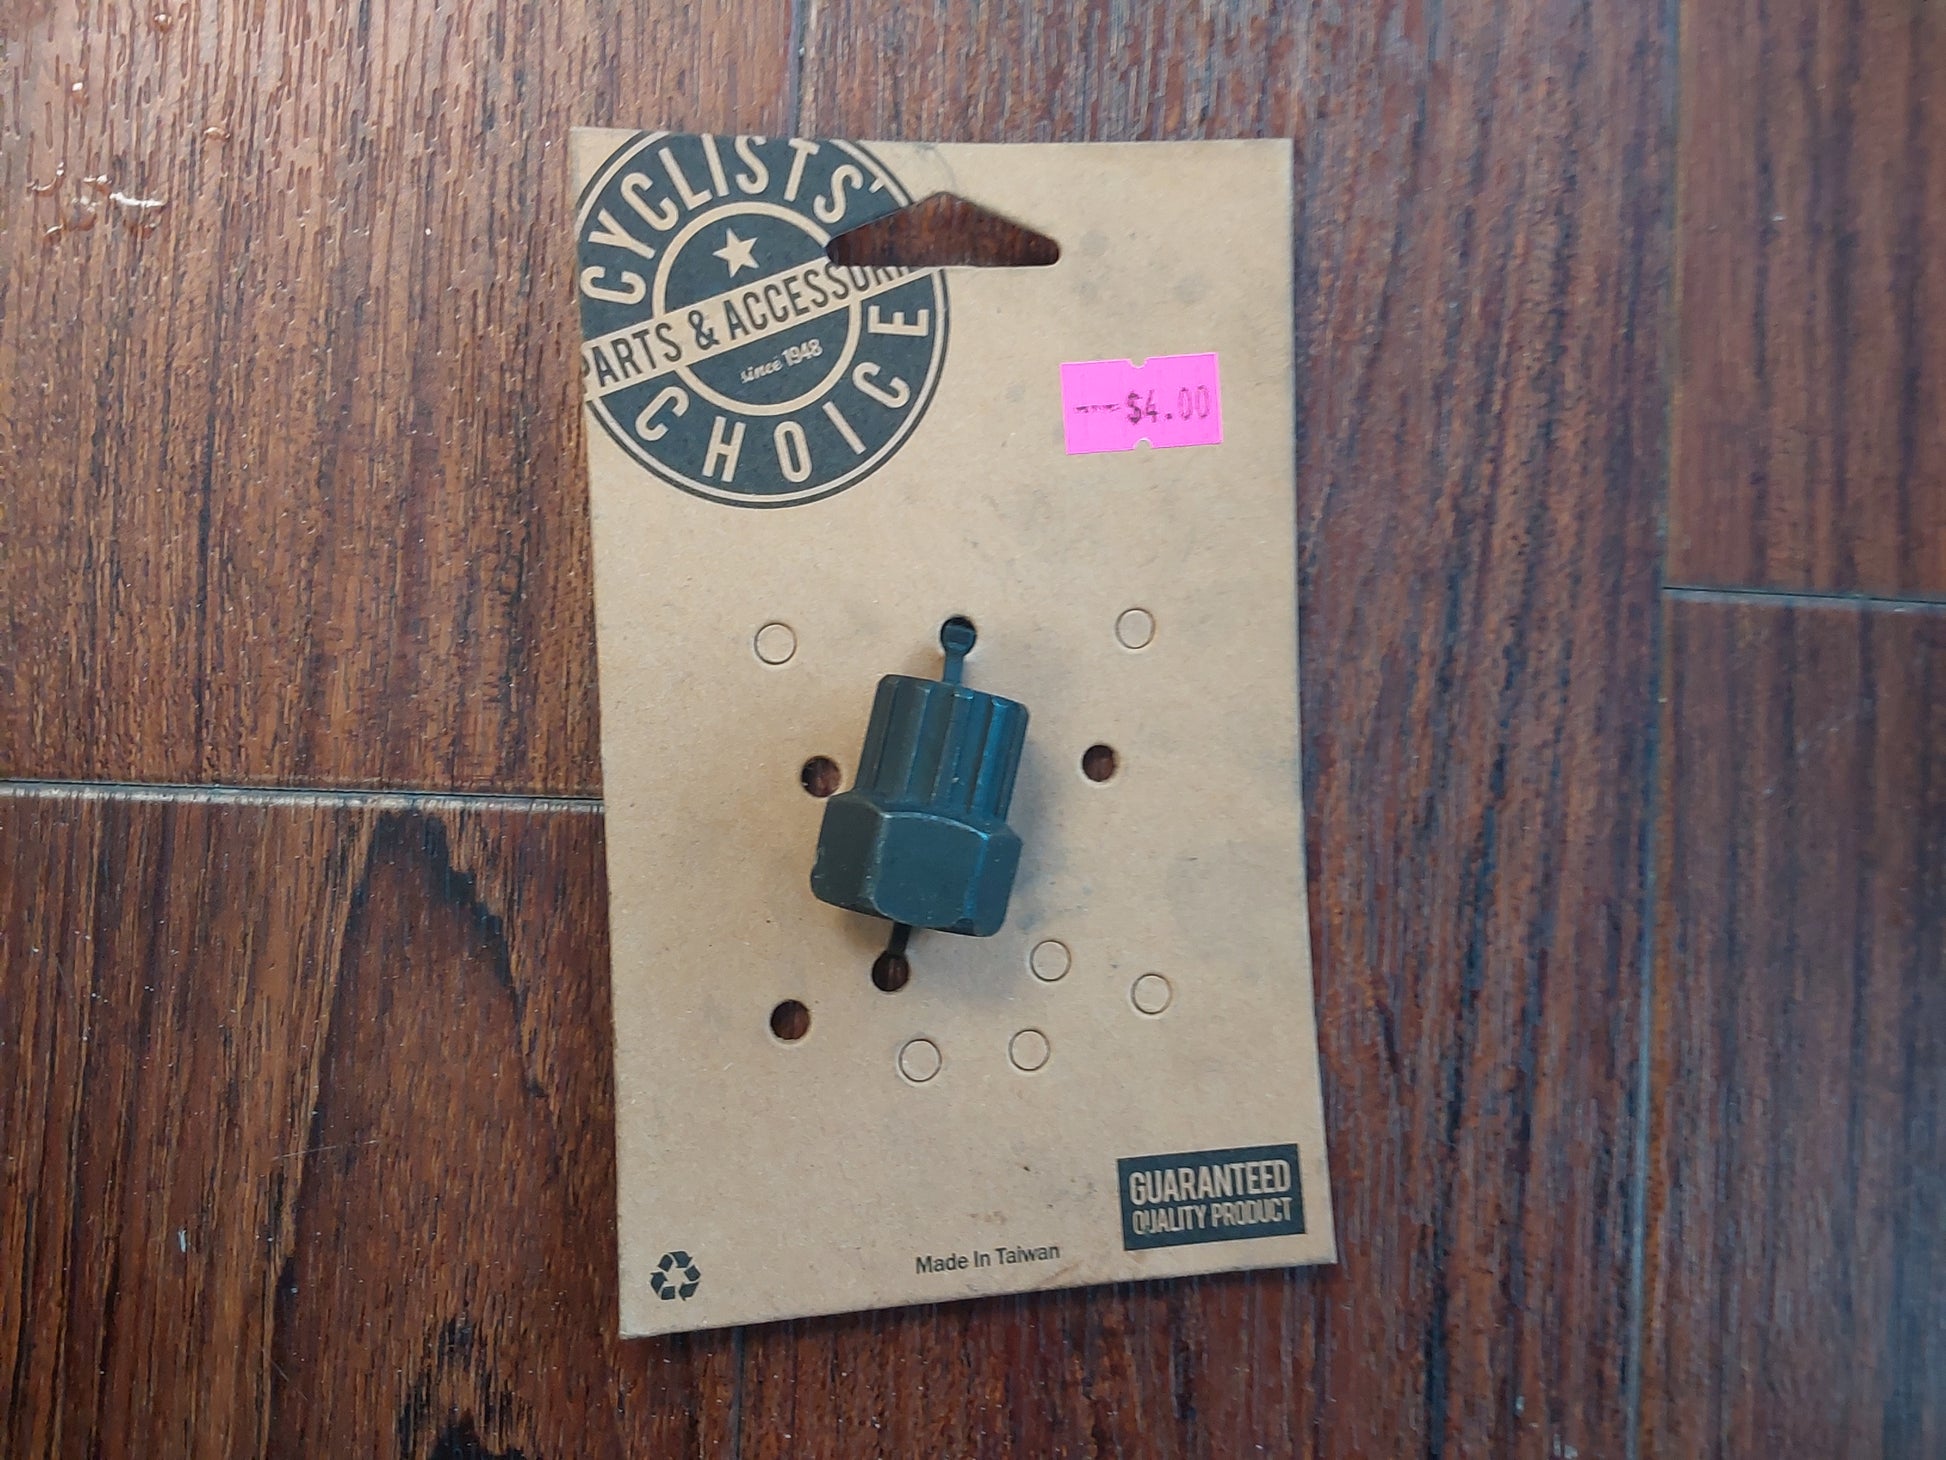 CYCLISTS'
PARTS & ACCESSORI
since 1948
CHOICE
$4.00
GUARANTEED
QUALITY PRODUCT
Made In Taiwan